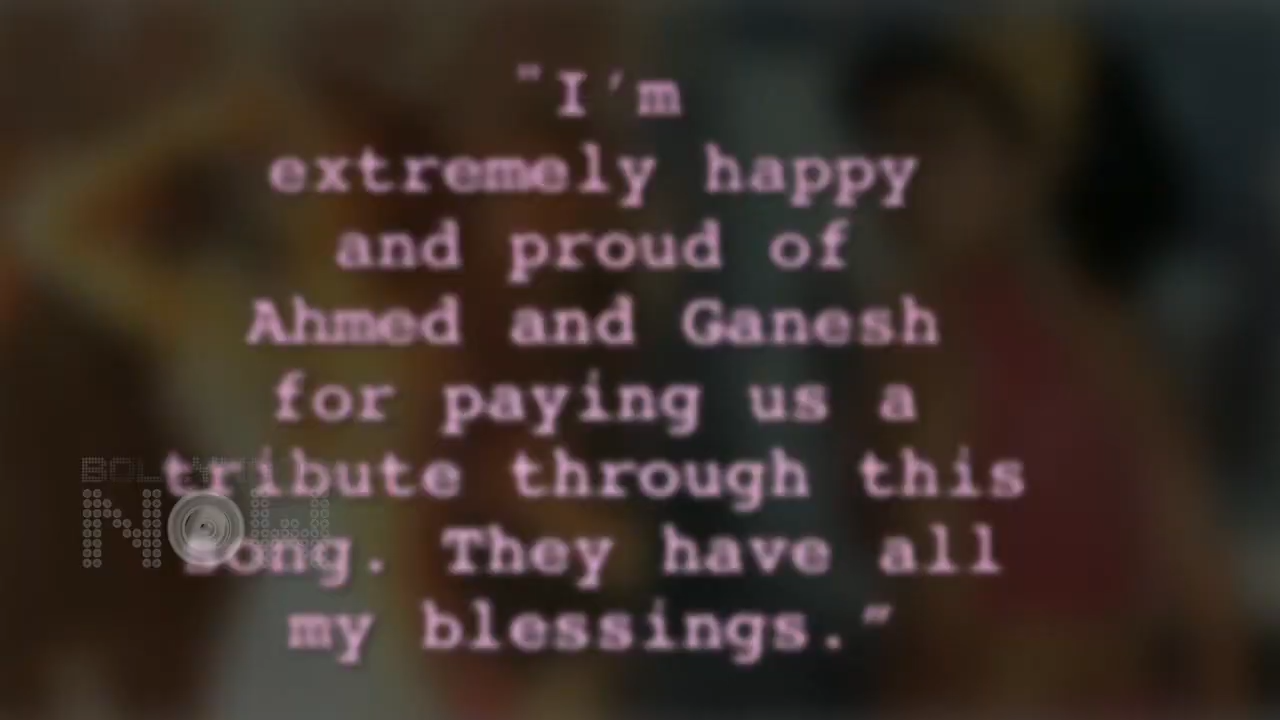 "I'm
extremely happy
and proud of
Ahmed and Ganesh
for paying us a
tribute through this
song. They have all
my blessings."
NOW